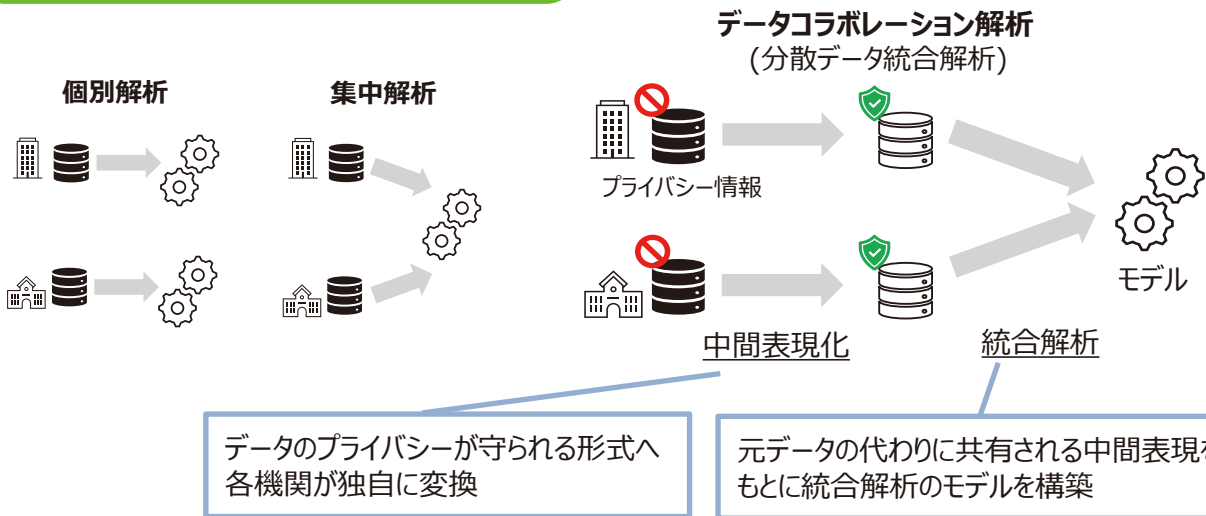 データコラボレーション解析
(分散データ統合解析)
個別解析
集中解析
プライバシー情報
モデル
中間表現化
統合解析
データのプライバシーが守られる形式へ
各機関が独自に変換
元データの代わりに共有される中間表現を
もとに統合解析のモデルを構築